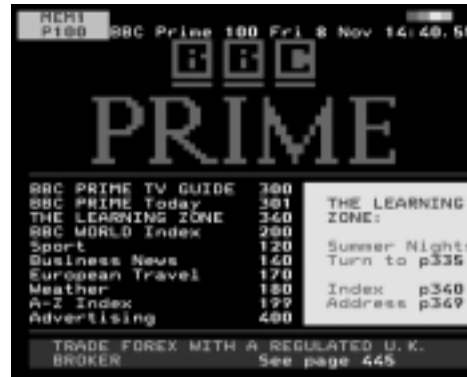 MEM1
P100 BBC Prime 100 Fri 8 Nov 14:40.5
BBC
PRIME
BBC PRIME TV GUIDE 300
BBC PRIME Today 301
THE LEARNING ZONE 340
BBC WORLD Index 200
Sport 120
Business News 140
European Travel 170
Weather 180
A-Z Index 199
Advertising 400
THE LEARNING
ZONE:
Summer Nights
Turn to p335
Index p340
Address p349
TRADE FOREX WITH A REGULATED U.K.
BROKER See page 445